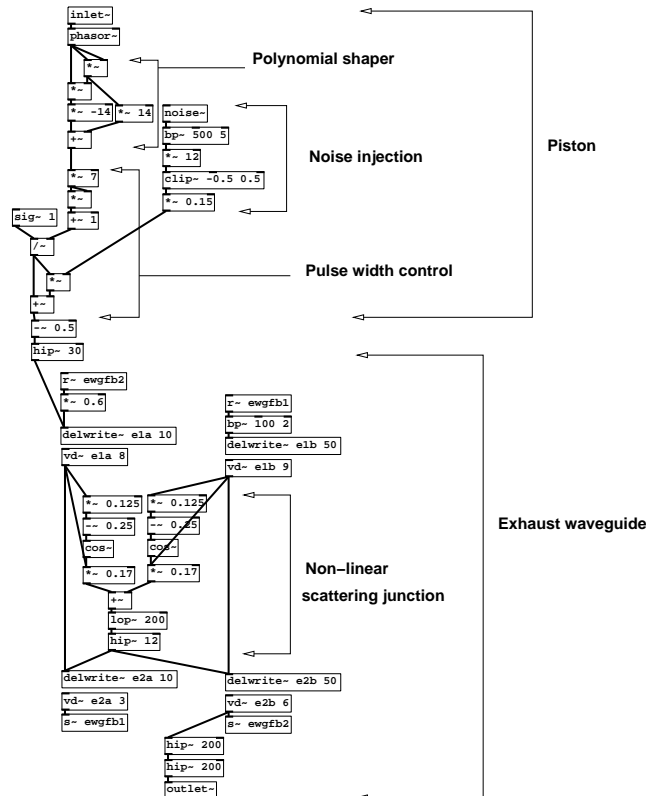 inlet~
phasor~
*~
Polynomial shaper
*~
*~ -14
*~ 14
noise~
+~
bp~ 500 5
*~ 12
Noise injection
Piston
*~ 7
clip~ -0.5 0.5
*~
*~ 0.15
sig~ 1
+~ 1
/~
*~
Pulse width control
+~
-~ 0.5
hip~ 30
r~ ewgfb2
*~ 0.6
r~ ewgfb1
bp~ 100 2
delwrite~ e1a 10
delwrite~ e1b 50
vd~ e1a 8
vd~ e1b 9
*~ 0.125
*~ 0.125
-~ 0.25
-~ 0.25
Exhaust waveguide
cos~
cos~
*~ 0.17
*~ 0.17
Non-linear
scattering junction
+~
lop~ 200
hip~ 12
delwrite~ e2a 10
delwrite~ e2b 50
vd~ e2a 3
vd~ e2b 6
s~ ewgfb1
s~ ewgfb2
hip~ 200
hip~ 200
outlet~